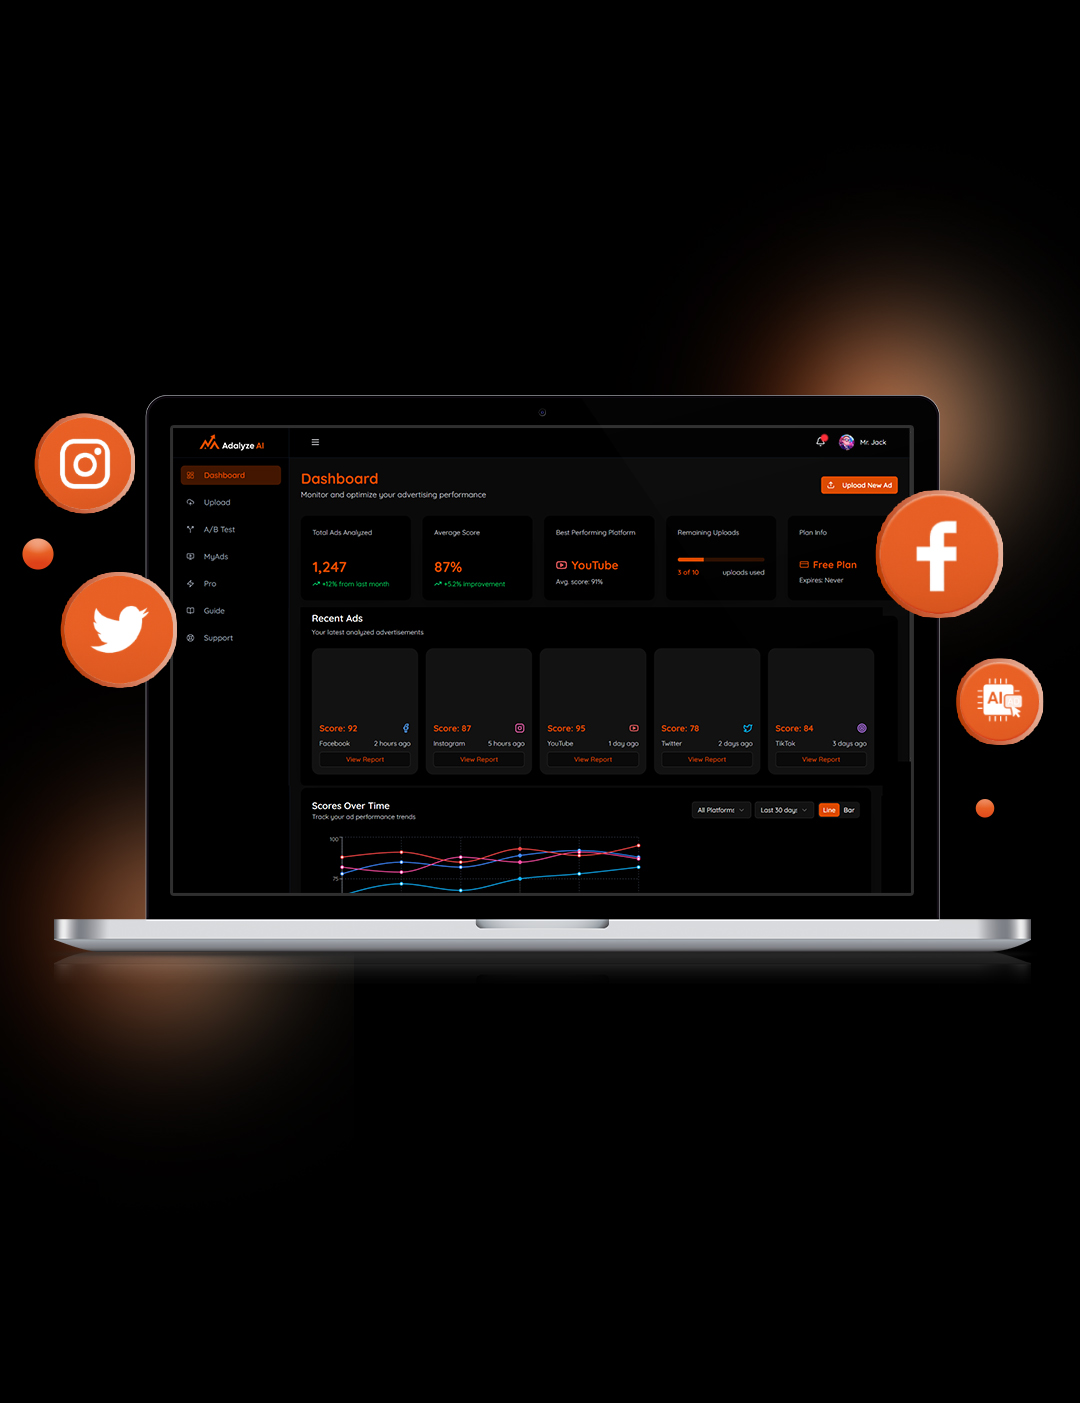 Adalyze AI
Mr. Jack
Dashboard
Upload
A/B Test
MyAds
Pro
Guide
Support
Dashboard
Monitor and optimize your advertising performance
Upload New Ad
Total Ads Analyzed
1,247
+12% from last month
Average Score
87%
+5.2% improvement
Best Performing Platform
YouTube
Avg. score: 91%
Remaining Uploads
3 of 10 uploads used
Plan Info
Free Plan
Expires: Never
Recent Ads
Your latest analyzed advertisements
Score: 92
Facebook 2 hours ago
View Report
Score: 87
Instagram 5 hours ago
View Report
Score: 95
YouTube 1 day ago
View Report
Score: 78
Twitter 2 days ago
View Report
Score: 84
TikTok 3 days ago
View Report
Scores Over Time
Track your ad performance trends
All Platforms Last 30 days Line Bar
100
75
AI